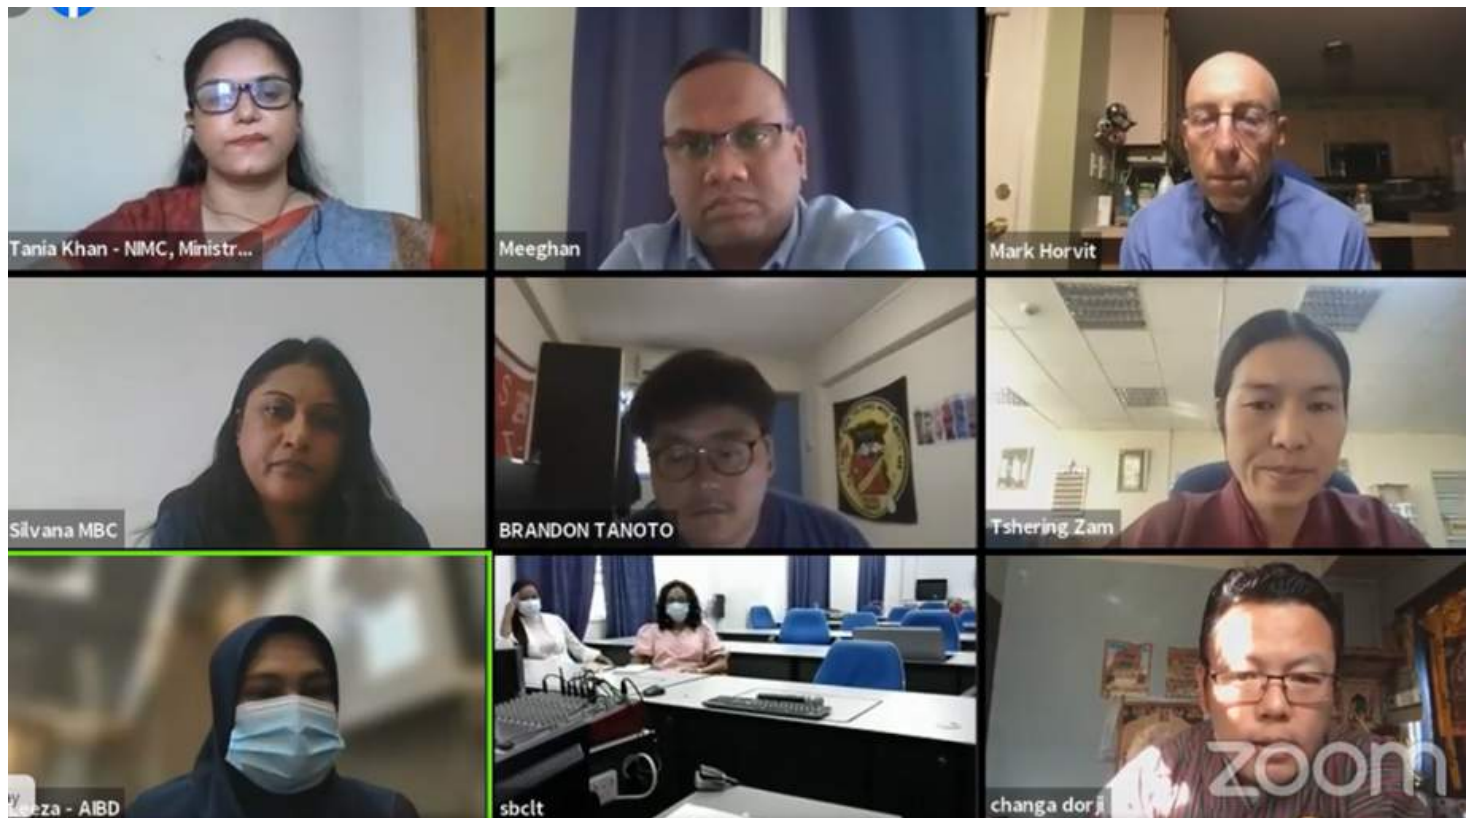 Tania Khan - NIMC, Ministr...
Meeghan
Mark Horvit
Silvana MBC
BRANDON TANOTO
Tshering Zam
eeza - AIBD
sbclt
changa dorji
zoom